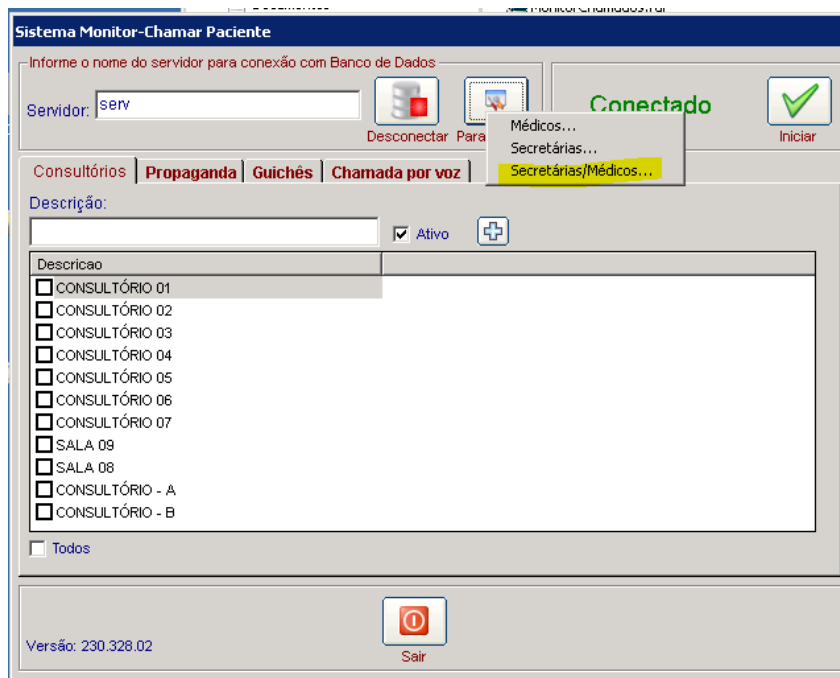 Documentos
MonitorChamados.rar
Sistema Monitor-Chamar Paciente
Informe o nome do servidor para conexão com Banco de Dados
Servidor: serv
Desconectar
Conectado
Iniciar
Médicos...
Secretárias...
Secretárias/Médicos...
Consultórios Propaganda Guichês Chamada por voz
Descrição:
Ativo
Descricao
CONSULTÓRIO 01
CONSULTÓRIO 02
CONSULTÓRIO 03
CONSULTÓRIO 04
CONSULTÓRIO 05
CONSULTÓRIO 06
CONSULTÓRIO 07
SALA 09
SALA 08
CONSULTÓRIO - A
CONSULTÓRIO - B
Todos
Versão: 230.328.02
Sair